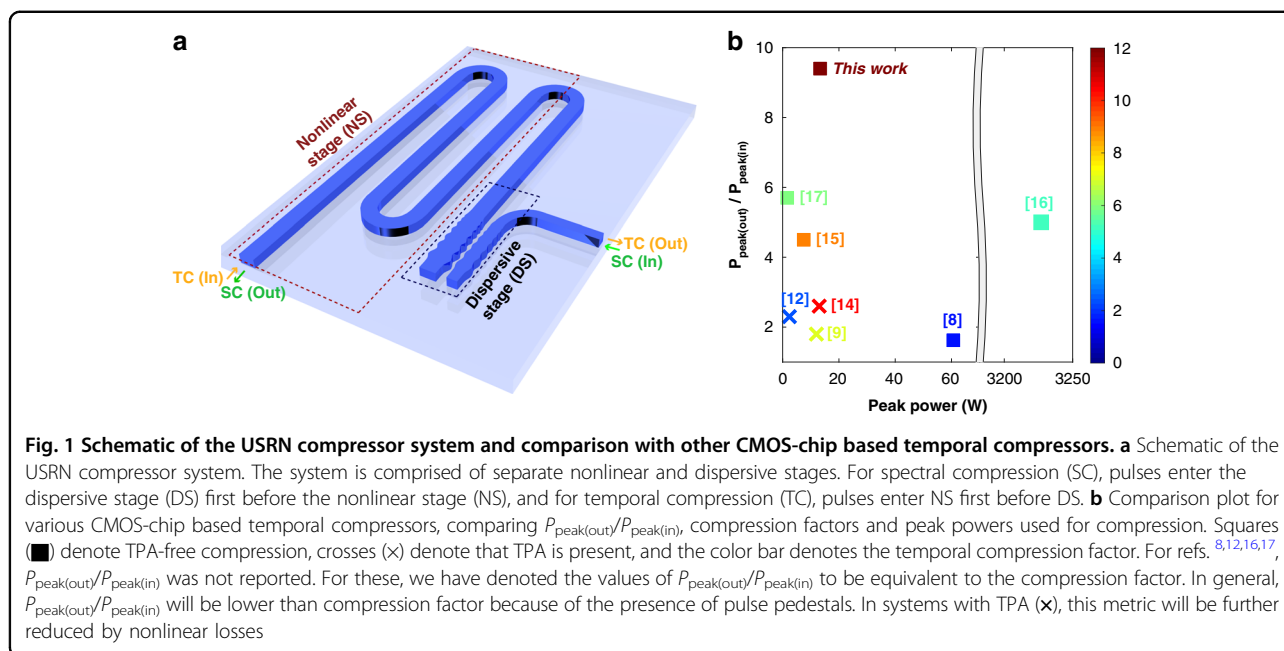 a
Nonlinear
stage (NS)
Dispersive
stage (DS)
TC (In)
SC (Out)
TC (Out)
SC (In)
b
10
8
6
4
2
P_peak(out) / P_peak(in)
This work
[17]
[15]
[12]
[14]
[9]
[8]
[16]
0 20 40 60 3200 3250
Peak power (W)
12
10
8
6
4
2
0
Fig. 1 Schematic of the USRN compressor system and comparison with other CMOS-chip based temporal compressors. a Schematic of the
USRN compressor system. The system is comprised of separate nonlinear and dispersive stages. For spectral compression (SC), pulses enter the
dispersive stage (DS) first before the nonlinear stage (NS), and for temporal compression (TC), pulses enter NS first before DS. b Comparison plot for
various CMOS-chip based temporal compressors, comparing P_peak(out)/P_peak(in), compression factors and peak powers used for compression. Squares
(■) denote TPA-free compression, crosses (×) denote that TPA is present, and the color bar denotes the temporal compression factor. For refs. 8,12,16,17,
P_peak(out)/P_peak(in) was not reported. For these, we have denoted the values of P_peak(out)/P_peak(in) to be equivalent to the compression factor. In general,
P_peak(out)/P_peak(in) will be lower than compression factor because of the presence of pulse pedestals. In systems with TPA (×), this metric will be further
reduced by nonlinear losses